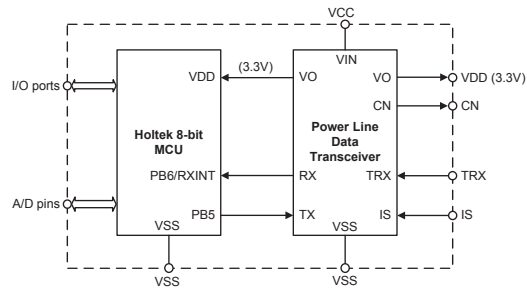 VCC
VIN
I/O ports
VDD
(3.3V)
VO
VO
VDD (3.3V)
CN
CN
Holtek 8-bit
MCU
Power Line
Data
Transceiver
PB6/RXINT
RX
TRX
TRX
A/D pins
PB5
TX
IS
IS
VSS
VSS
VSS
VSS